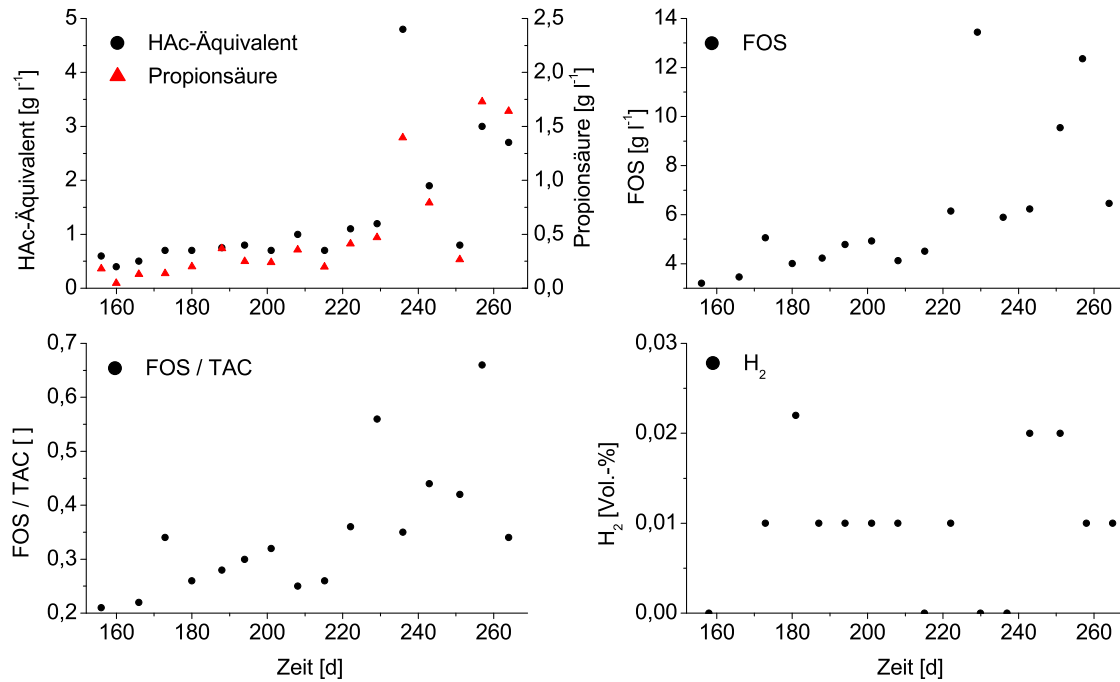 HAc-Äquivalent
Propionsäure
HAc-Äquivalent [g l⁻¹]
Propionsäure [g l⁻¹]
0 1 2 3 4 5
0,0 0,5 1,0 1,5 2,0 2,5
160 180 200 220 240 260
FOS
FOS [g l⁻¹]
4 6 8 10 12 14
160 180 200 220 240 260
FOS / TAC
FOS / TAC [ ]
0,2 0,3 0,4 0,5 0,6 0,7
160 180 200 220 240 260
Zeit [d]
H₂
H₂ [Vol.-%]
0,00 0,01 0,02 0,03
160 180 200 220 240 260
Zeit [d]